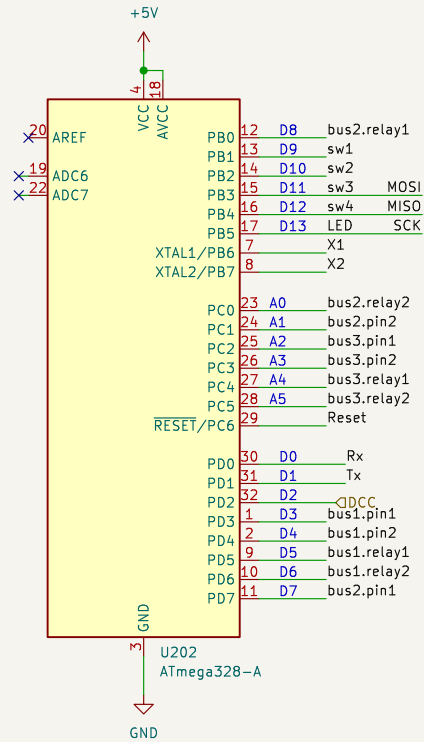 +5V
4 VCC
18 AVCC
20 AREF
19 ADC6
22 ADC7
PB0 12 D8 bus2.relay1
PB1 13 D9 sw1
PB2 14 D10 sw2
PB3 15 D11 sw3 MOSI
PB4 16 D12 sw4 MISO
PB5 17 D13 LED SCK
XTAL1/PB6 7 X1
XTAL2/PB7 8 X2
PC0 23 A0 bus2.relay2
PC1 24 A1 bus2.pin2
PC2 25 A2 bus3.pin1
PC3 26 A3 bus3.pin2
PC4 27 A4 bus3.relay1
PC5 28 A5 bus3.relay2
RESET/PC6 29 Reset
PD0 30 D0 Rx
PD1 31 D1 Tx
PD2 32 D2 DCC
PD3 1 D3 bus1.pin1
PD4 2 D4 bus1.pin2
PD5 9 D5 bus1.relay1
PD6 10 D6 bus1.relay2
PD7 11 D7 bus2.pin1
GND
3
U202
ATmega328-A
GND